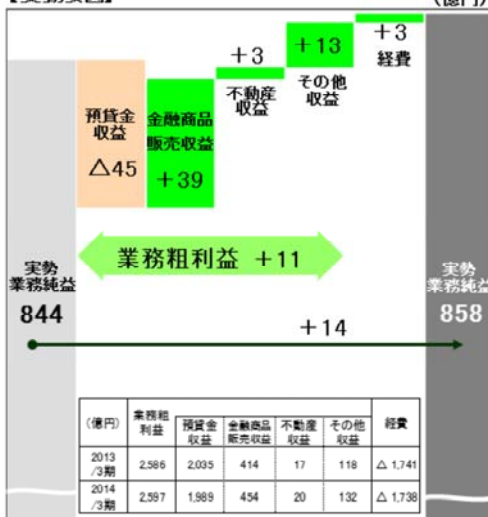 【変動要因】
(億円)
+3
経費
+13
その他
収益
+3
不動産
収益
預貸金
収益
△45
金融商品
販売収益
+39
業務粗利益 +11
実勢
業務純益
844
実勢
業務純益
858
+14
(億円) 業務粗利益 預貸金収益 金融商品販売収益 不動産収益 その他収益 経費
2013/3期 2,586 2,035 414 17 118 △ 1,741
2014/3期 2,597 1,989 454 20 132 △ 1,738